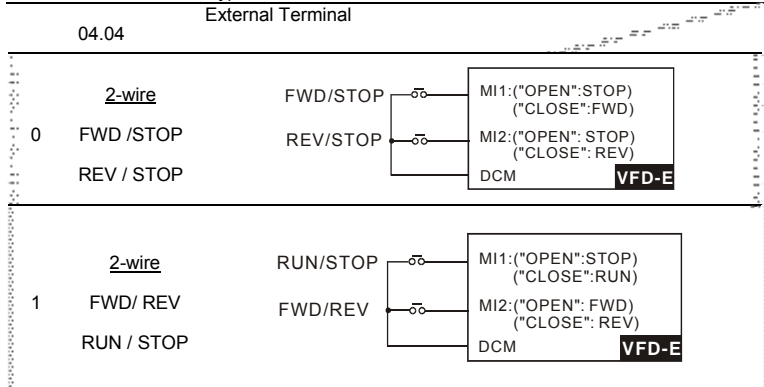 External Terminal
04.04
2-wire
0 FWD /STOP
REV / STOP
FWD/STOP
REV/STOP
MI1:("OPEN":STOP)
("CLOSE":FWD)
MI2:("OPEN": STOP)
("CLOSE": REV)
DCM
VFD-E
2-wire
1 FWD/ REV
RUN / STOP
RUN/STOP
FWD/REV
MI1:("OPEN":STOP)
("CLOSE":RUN)
MI2:("OPEN": FWD)
("CLOSE": REV)
DCM
VFD-E